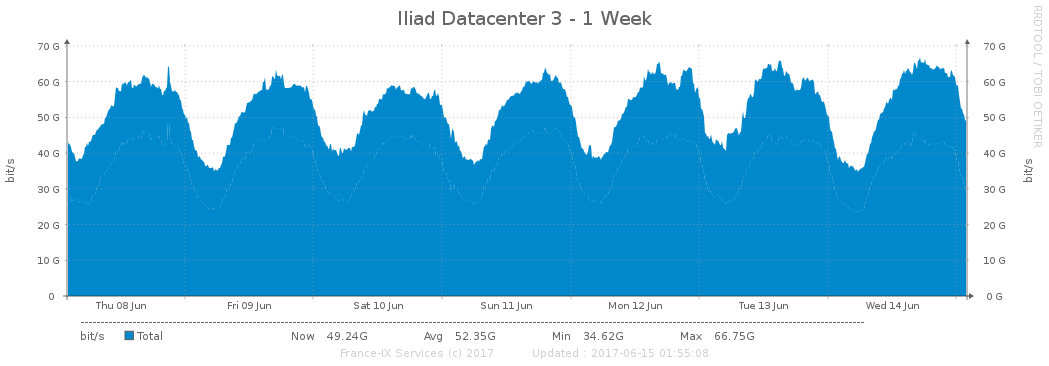 Iliad Datacenter 3 - 1 Week
RRDTOOL / TOBI OETIKER
70 G 70 G
60 G 60 G
50 G 50 G
40 G 40 G
30 G 30 G
20 G 20 G
10 G 10 G
0 0 G
bit/s bit/s
Thu 08 Jun Fri 09 Jun Sat 10 Jun Sun 11 Jun Mon 12 Jun Tue 13 Jun Wed 14 Jun
bit/s Total Now 49.24G Avg 52.35G Min 34.62G Max 66.75G
France-IX Services (c) 2017 Updated : 2017-06-15 01:55:08